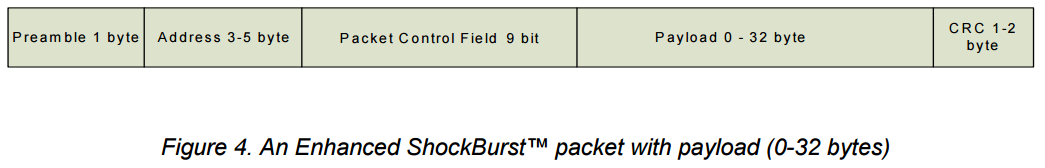 Preamble 1 byte
Address 3-5 byte
Packet Control Field 9 bit
Payload 0 - 32 byte
CRC 1-2
byte
Figure 4. An Enhanced ShockBurst™ packet with payload (0-32 bytes)